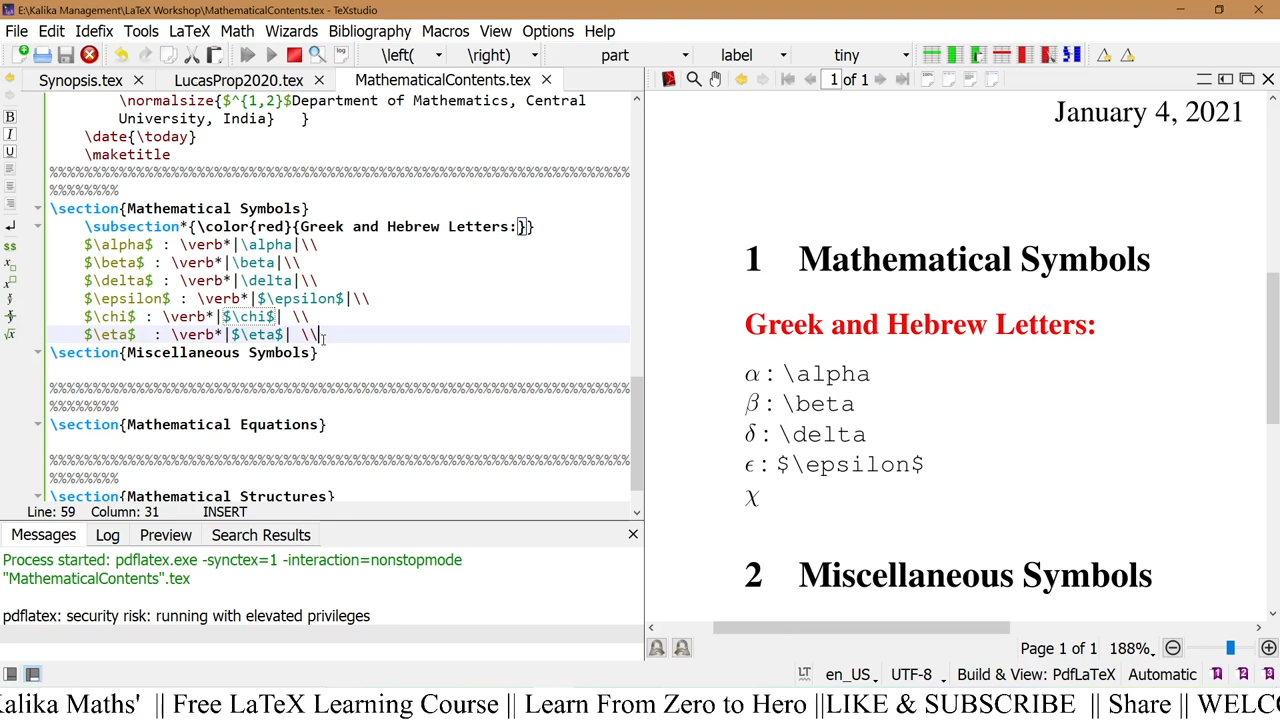 E:\Kalika Management\LaTeX Workshop\MathematicalContents.tex - TeXstudio
File Edit Idefix Tools LaTeX Math Wizards Bibliography Macros View Options Help
\left( \right) part label tiny
Synopsis.tex LucasProp2020.tex MathematicalContents.tex
1 of 1
\normalsize{$^{1,2}$Department of Mathematics, Central
University, India} }
\date{\today}
\maketitle
%%%%%%%%%%%%%%%%%%%%%%%%%%%%%%%%%%%%%%%%%%%%%%%%%%%%%%%%%%%%%%%%%%%
%%%%%%%%
\section{Mathematical Symbols}
\subsection*{\color{red}{Greek and Hebrew Letters:}}
$\alpha$ : \verb*|\alpha|\\
$\beta$ : \verb*|\beta|\\
$\delta$ : \verb*|\delta|\\
$\epsilon$ : \verb*|$\epsilon$|\\
$\chi$ : \verb*|$\chi$| \\
$\eta$  : \verb*|$\eta$| \\
\section{Miscellaneous Symbols}
%%%%%%%%%%%%%%%%%%%%%%%%%%%%%%%%%%%%%%%%%%%%%%%%%%%%%%%%%%%%%%%%%%%
%%%%%%%%
\section{Mathematical Equations}
%%%%%%%%%%%%%%%%%%%%%%%%%%%%%%%%%%%%%%%%%%%%%%%%%%%%%%%%%%%%%%%%%%%
%%%%%%%%
\section{Mathematical Structures}
Line: 59 Column: 31 INSERT
Messages Log Preview Search Results
Process started: pdflatex.exe -synctex=1 -interaction=nonstopmode
"MathematicalContents".tex
pdflatex: security risk: running with elevated privileges
January 4, 2021
1 Mathematical Symbols
Greek and Hebrew Letters:
α : \alpha
β : \beta
δ : \delta
ϵ : $\epsilon$
χ
2 Miscellaneous Symbols
Page 1 of 1 188%
LT en_US UTF-8 Build & View: PdfLaTeX Automatic 1 2 3
Kalika Maths' || Free LaTeX Learning Course || Learn From Zero to Hero ||LIKE & SUBSCRIBE || Share || WELC